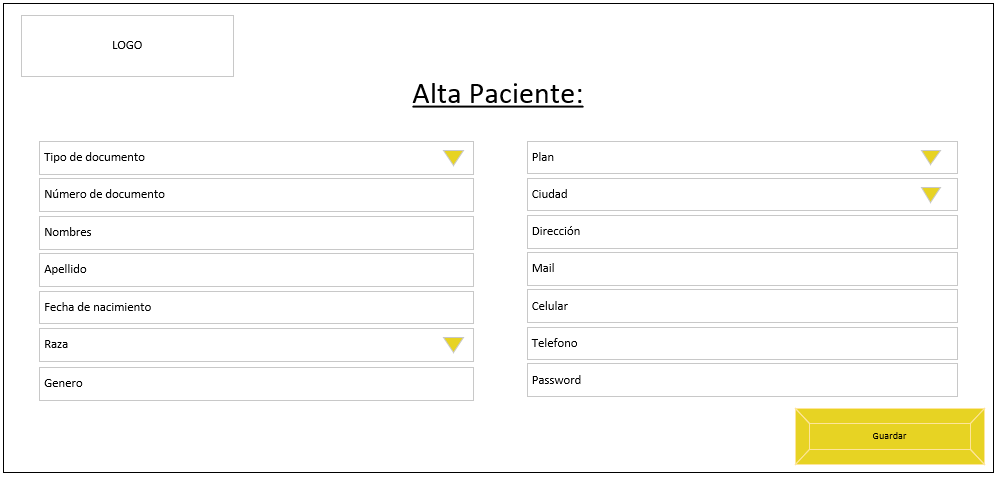 LOGO
Alta Paciente:
Tipo de documento
Número de documento
Nombres
Apellido
Fecha de nacimiento
Raza
Genero
Plan
Ciudad
Dirección
Mail
Celular
Telefono
Password
Guardar